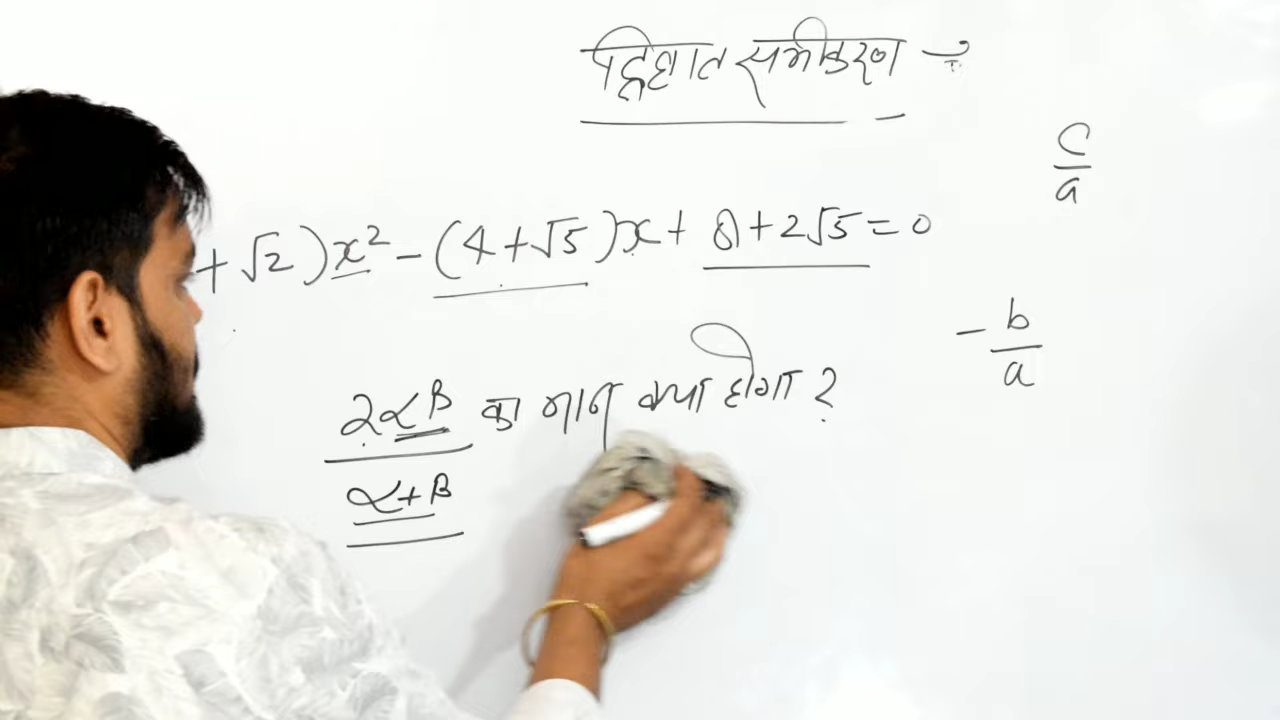 द्विघात समीकरण →
c/a
+ √2)x² - (4+√5)x + 8+2√5 = 0
-b/a
2αβ/α+β का मान क्या होगा ?